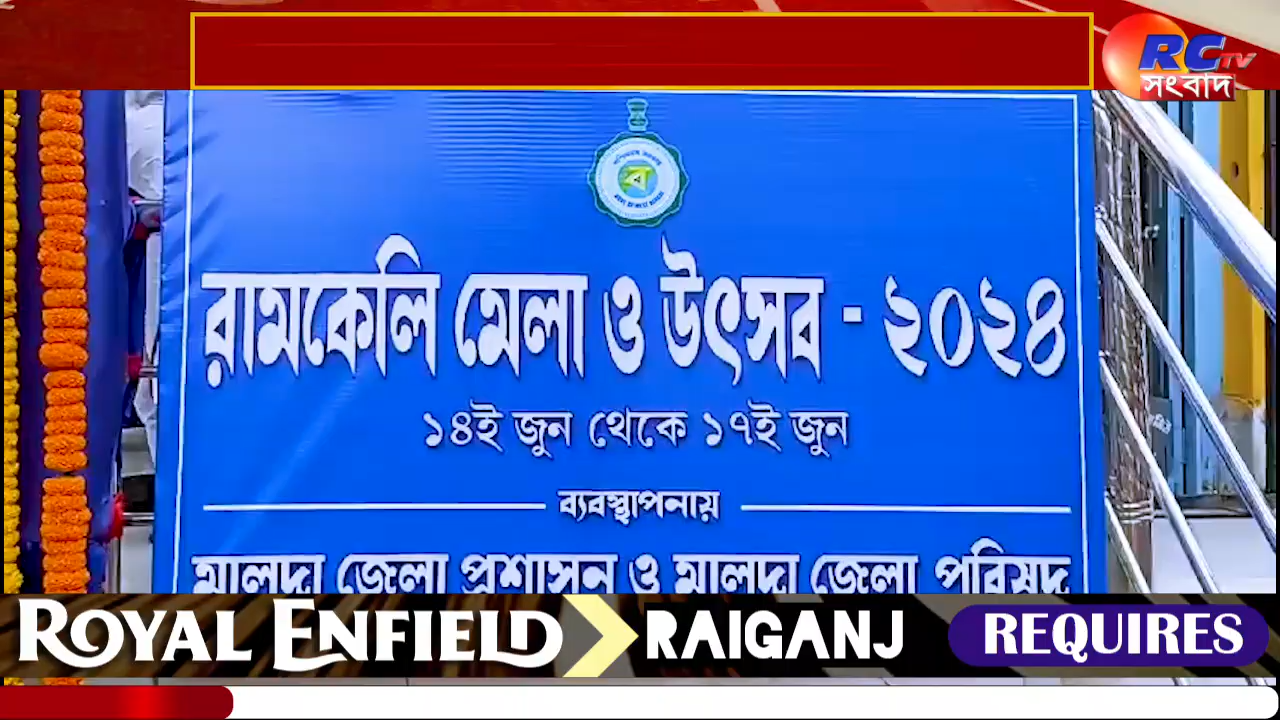 RCTV
সংবাদ
রামকেলি মেলা ও উৎসব - ২০২৪
১৪ই জুন থেকে ১৭ই জুন
ব্যবস্থাপনায়
মালদা জেলা প্রশাসন ও মালদা জেলা পরিষদ
ROYAL ENFIELD RAIGANJ REQUIRES